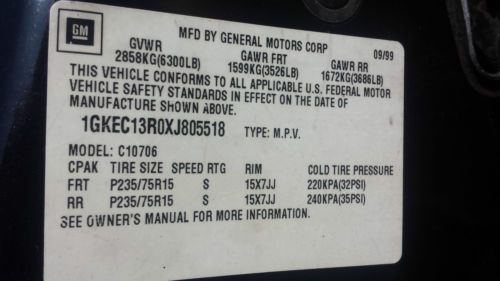 GM
MFD BY GENERAL MOTORS CORP 09/99
GVWR GAWR FRT GAWR RR
2858KG(6300LB) 1599KG(3526LB) 1672KG(3686LB)
THIS VEHICLE CONFORMS TO ALL APPLICABLE U.S. FEDERAL MOTOR
VEHICLE SAFETY STANDARDS IN EFFECT ON THE DATE OF
MANUFACTURE SHOWN ABOVE.
1GKEC13R0XJ805518 TYPE: M.P.V.
MODEL: C10706
CPAK TIRE SIZE SPEED RTG RIM COLD TIRE PRESSURE
FRT P235/75R15 S 15X7JJ 220KPA(32PSI)
RR P235/75R15 S 15X7JJ 240KPA(35PSI)
SEE OWNER'S MANUAL FOR MORE INFORMATION.